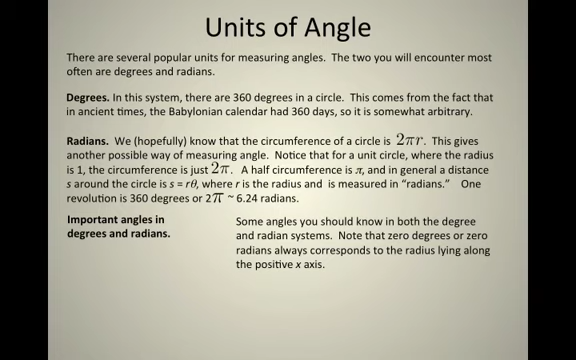 Units of Angle
There are several popular units for measuring angles. The two you will encounter most
often are degrees and radians.
Degrees. In this system, there are 360 degrees in a circle. This comes from the fact that
in ancient times, the Babylonian calendar had 360 days, so it is somewhat arbitrary.
Radians. We (hopefully) know that the circumference of a circle is 2πr. This gives
another possible way of measuring angle. Notice that for a unit circle, where the radius
is 1, the circumference is just 2π. A half circumference is π, and in general a distance
s around the circle is s = rθ, where r is the radius and is measured in “radians.” One
revolution is 360 degrees or 2π ~ 6.24 radians.
Important angles in
degrees and radians.
Some angles you should know in both the degree
and radian systems. Note that zero degrees or zero
radians always corresponds to the radius lying along
the positive x axis.